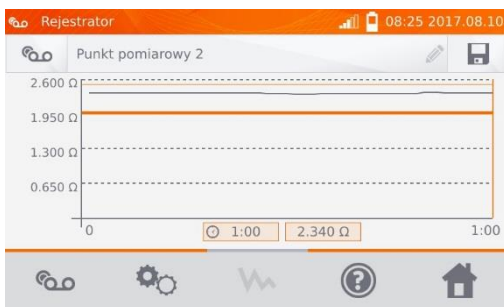 Rejestrator 08:25 2017.08.10
Punkt pomiarowy 2
2.600 Ω
1.950 Ω
1.300 Ω
0.650 Ω
0 1:00 2.340 Ω 1:00
?